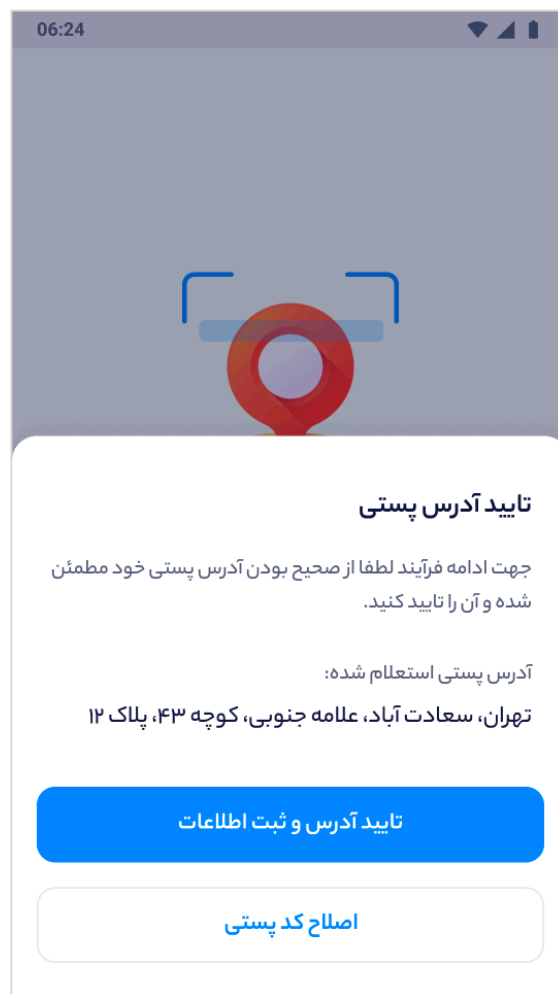 06:24
تایید آدرس پستی
جهت ادامه فرآیند لطفا از صحیح بودن آدرس پستی خود مطمئن
شده و آن را تایید کنید.
آدرس پستی استعلام شده:
تهران، سعادت آباد، علامه جنوبی، کوچه ۴۳، پلاک ۱۲
تایید آدرس و ثبت اطلاعات
اصلاح کد پستی